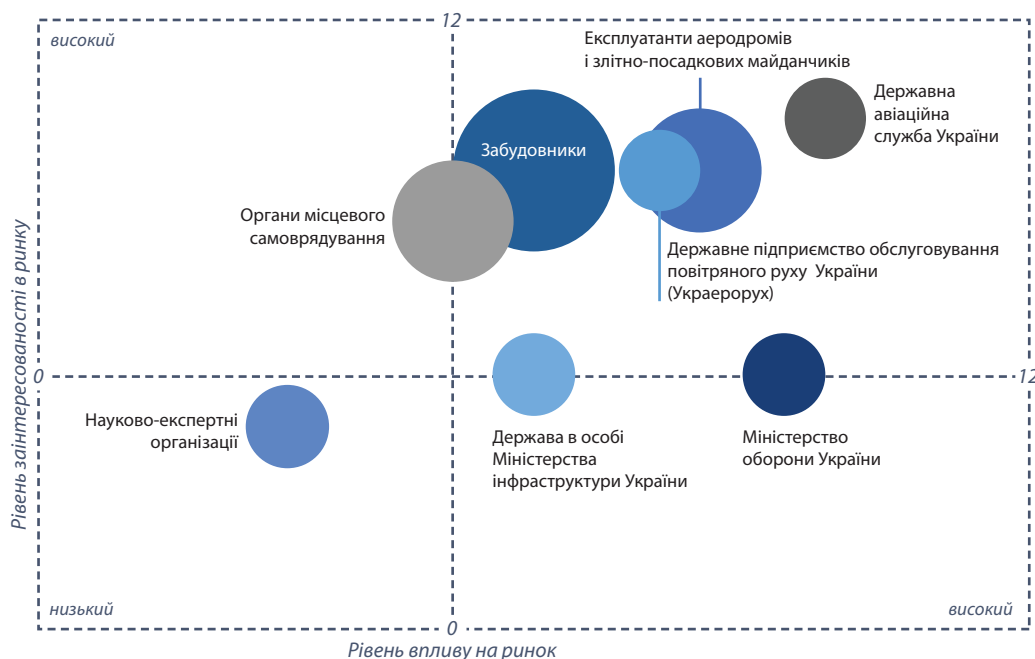 12
високий
Експлуатанти аеродромів
і злітно-посадкових майданчиків
Державна
авіаційна
служба України
Забудовники
Органи місцевого
самоврядування
Державне підприємство обслуговування
повітряного руху України
(Украерорух)
Рівень заінтересованості в ринку
0
12
Науково-експертні
організації
Держава в особі
Міністерства
інфраструктури України
Міністерство
оборони України
низький
високий
0
Рівень впливу на ринок